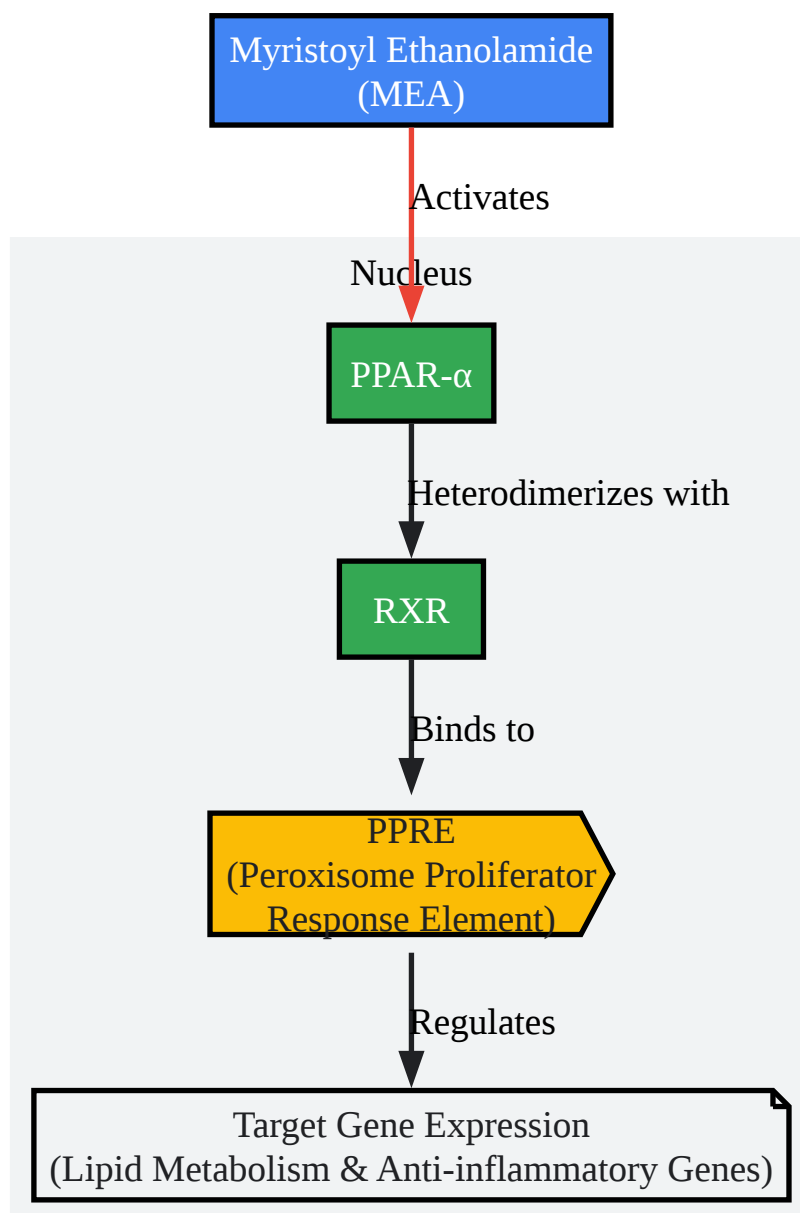 Myristoyl Ethanolamide
(MEA)
Activates
Nucleus
PPAR-α
Heterodimerizes with
RXR
Binds to
PPRE
(Peroxisome Proliferator
Response Element)
Regulates
Target Gene Expression
(Lipid Metabolism & Anti-inflammatory Genes)